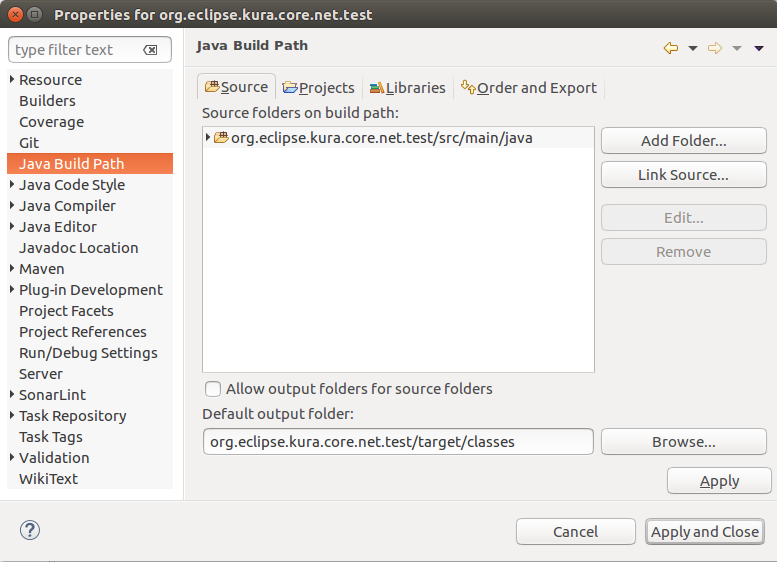 Properties for org.eclipse.kura.core.net.test
type filter text
Resource
Builders
Coverage
Git
Java Build Path
Java Code Style
Java Compiler
Java Editor
Javadoc Location
Maven
Plug-in Development
Project Facets
Project References
Run/Debug Settings
Server
SonarLint
Task Repository
Task Tags
Validation
WikiText
Java Build Path
Source Projects Libraries Order and Export
Source folders on build path:
org.eclipse.kura.core.net.test/src/main/java
Add Folder...
Link Source...
Edit...
Remove
Allow output folders for source folders
Default output folder:
org.eclipse.kura.core.net.test/target/classes
Browse...
Apply
?
Cancel
Apply and Close